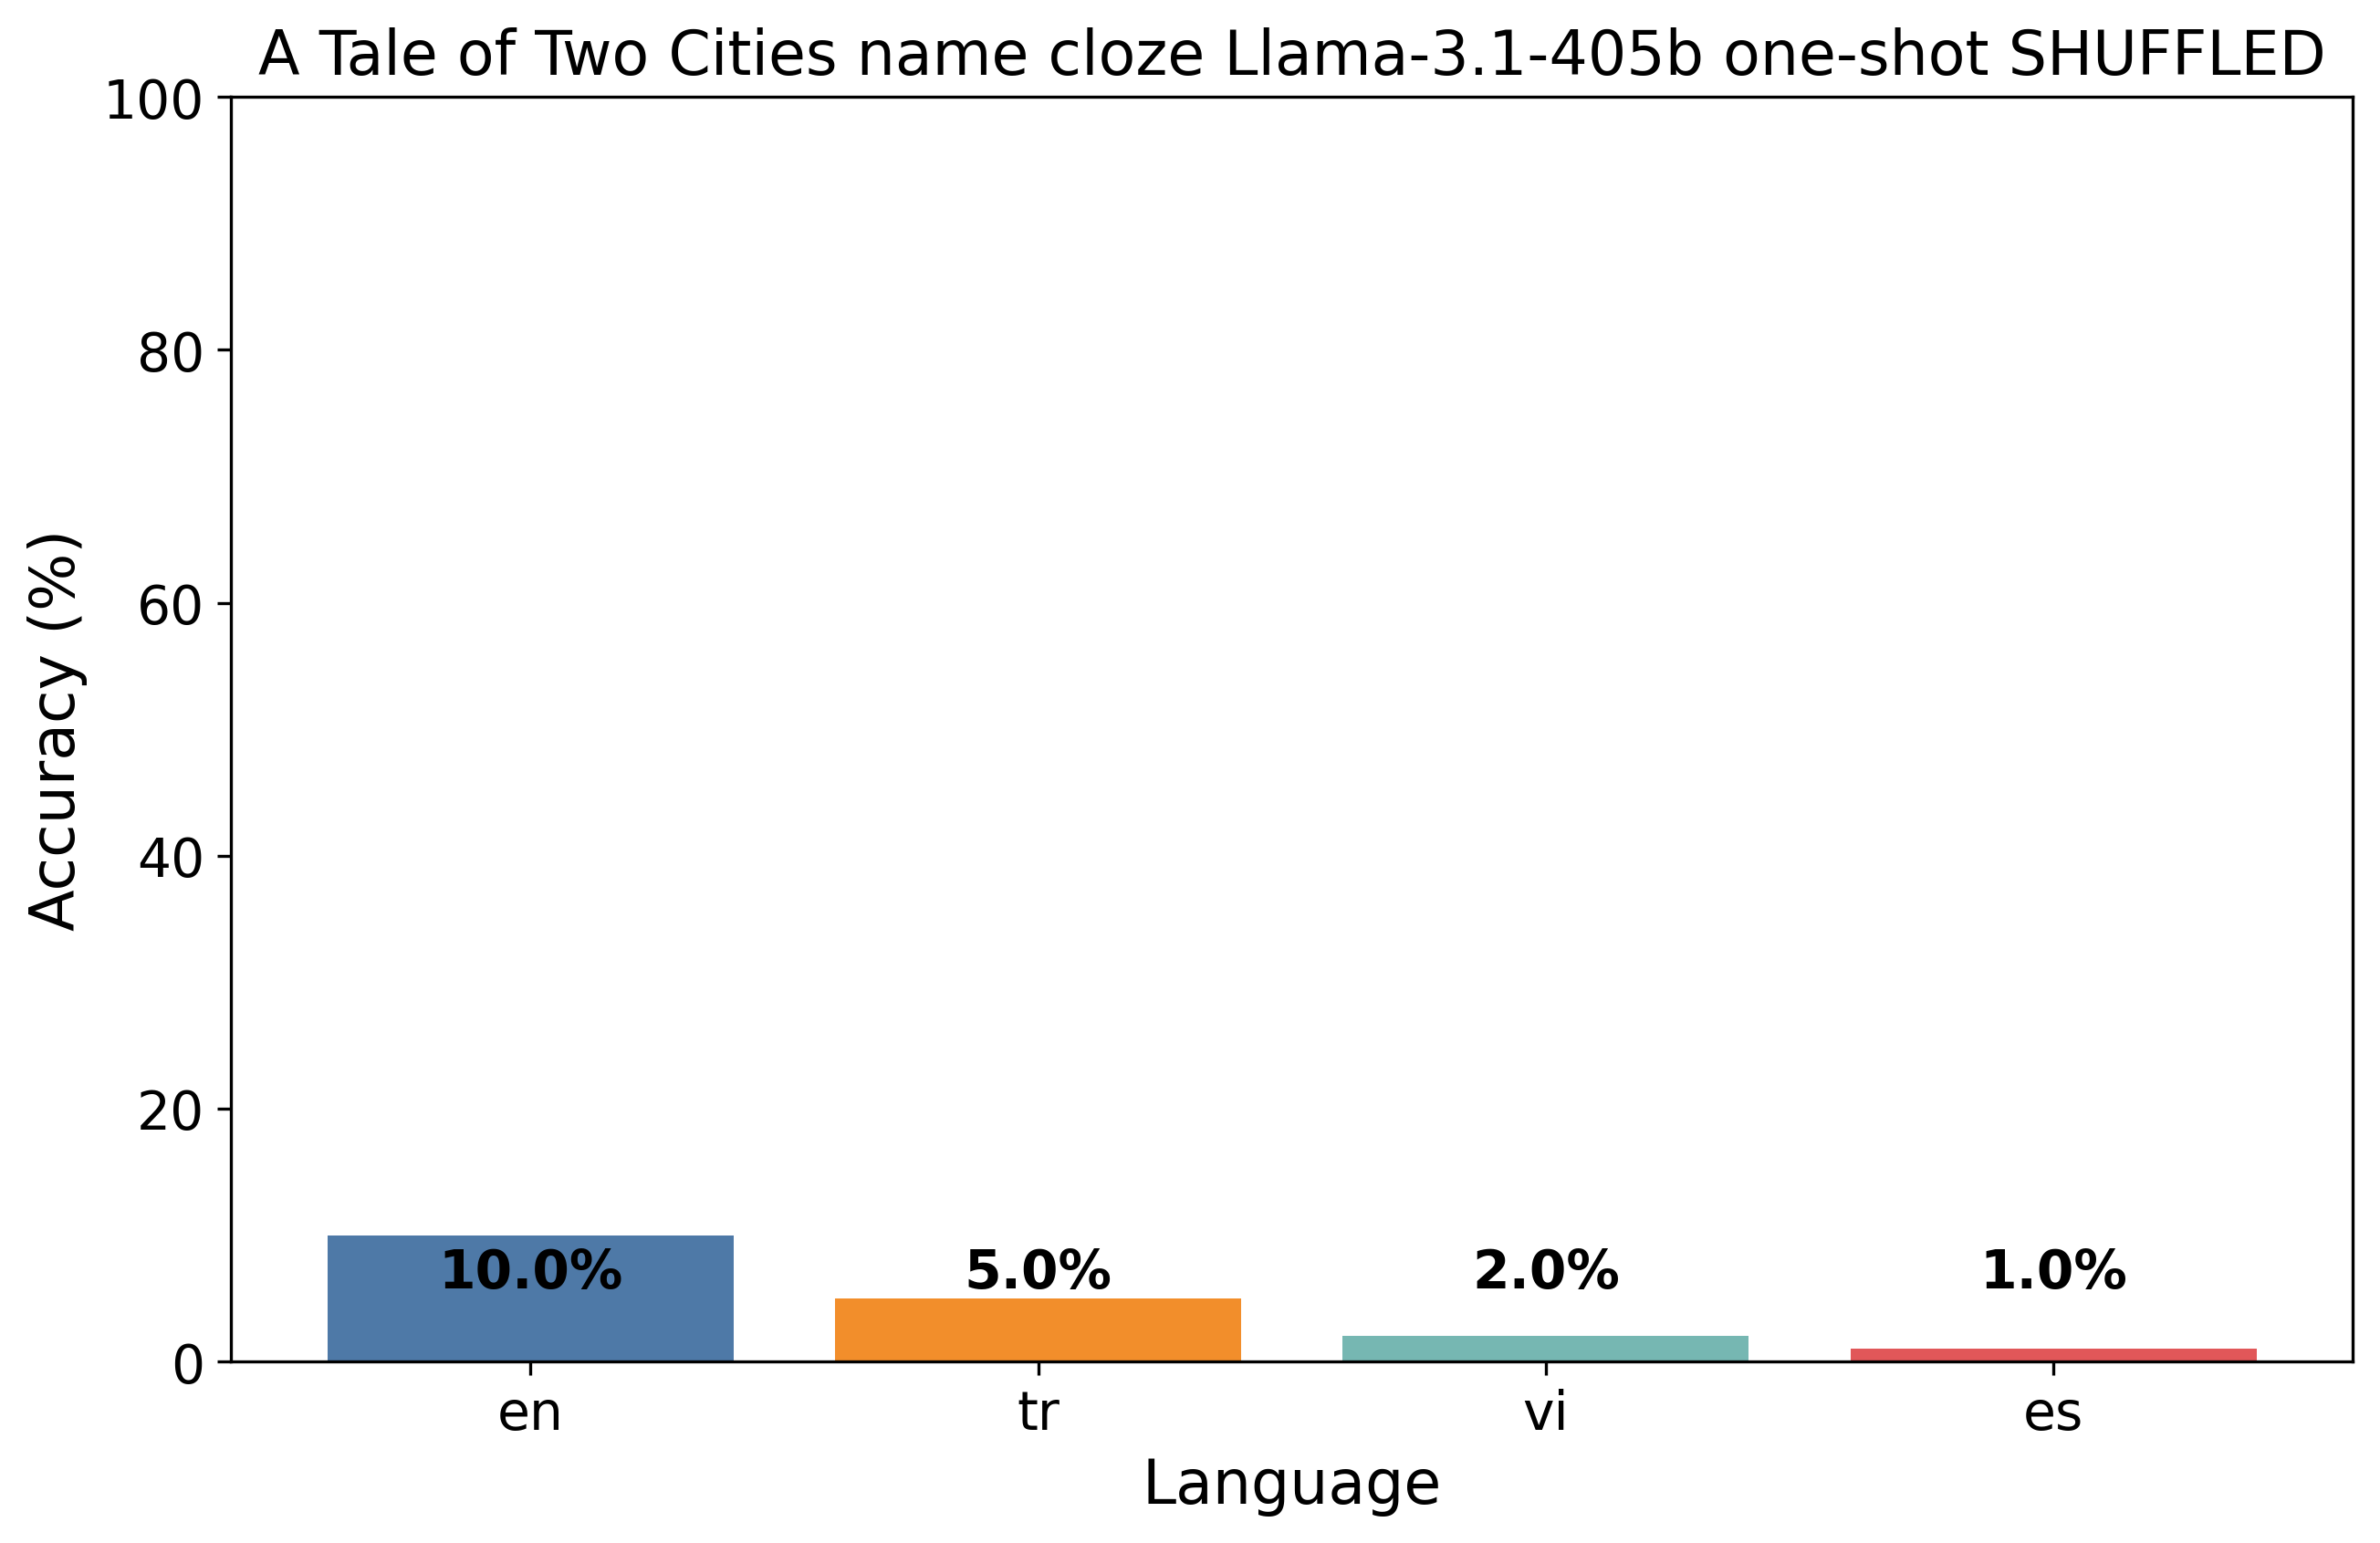 A Tale of Two Cities name cloze Llama-3.1-405b one-shot SHUFFLED
100
80
60
40
20
0
Accuracy (%)
10.0%
5.0%
2.0%
1.0%
en
tr
vi
es
Language